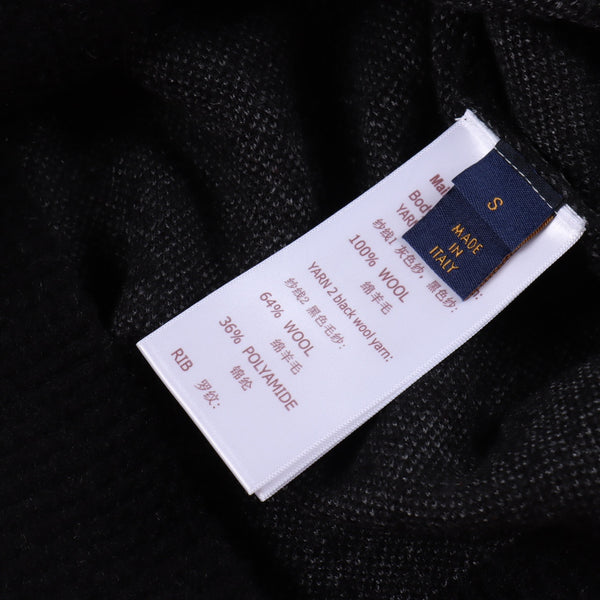 S
MADE
IN
ITALY
Mai
Body
YARN
纱线1 灰色纱，黑色
100% WOOL
绵羊毛
YARN 2 black wool yarn:
纱线2 黑色毛纱:
64% WOOL
绵羊毛
36% POLYAMIDE
锦纶
RIB 罗纹: